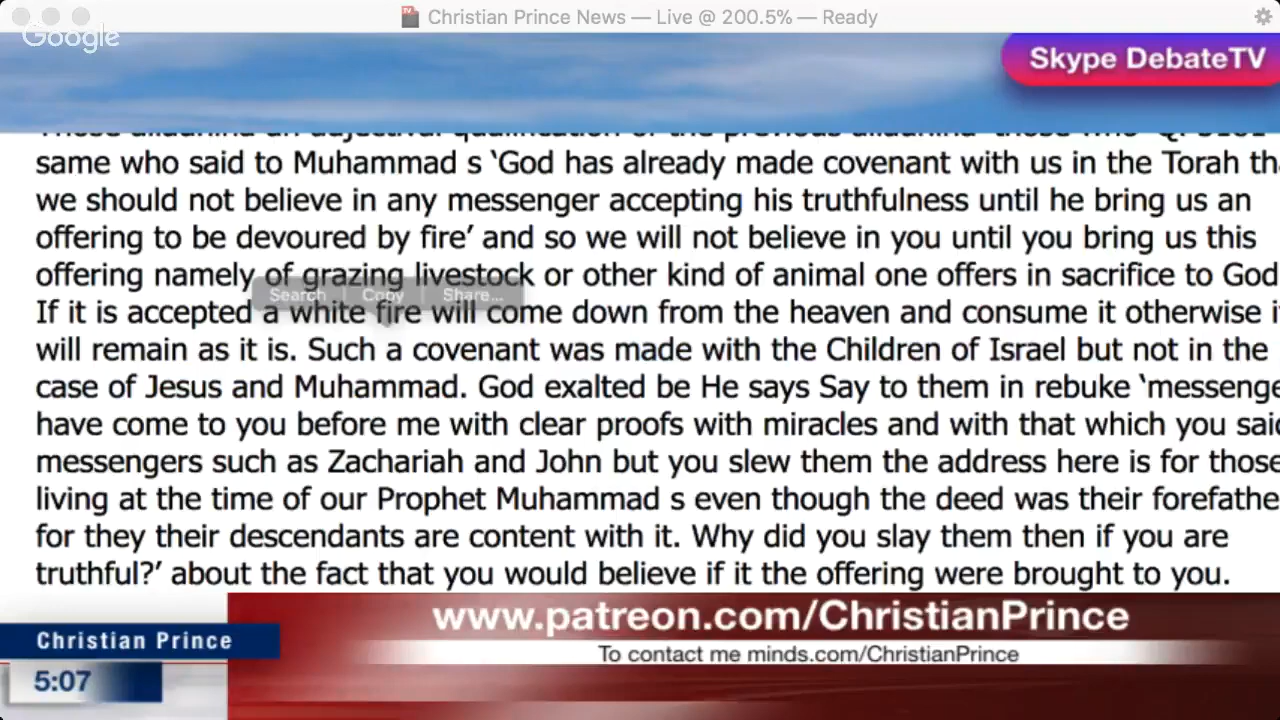 Christian Prince News — Live @ 200.5% — Ready
Google
Skype DebateTV
same who said to Muhammad s ‘God has already made covenant with us in the Torah
we should not believe in any messenger accepting his truthfulness until he bring us an
offering to be devoured by fire’ and so we will not believe in you until you bring us this
offering namely of grazing livestock or other kind of animal one offers in sacrifice to God
Search Copy Share...
If it is accepted a white fire will come down from the heaven and consume it otherwise
will remain as it is. Such a covenant was made with the Children of Israel but not in the
case of Jesus and Muhammad. God exalted be He says Say to them in rebuke ‘messenge
have come to you before me with clear proofs with miracles and with that which you said
messengers such as Zachariah and John but you slew them the address here is for those
living at the time of our Prophet Muhammad s even though the deed was their forefathe
for they their descendants are content with it. Why did you slay them then if you are
truthful?’ about the fact that you would believe if it the offering were brought to you.
www.patreon.com/ChristianPrince
Christian Prince
To contact me minds.com/ChristianPrince
5:07